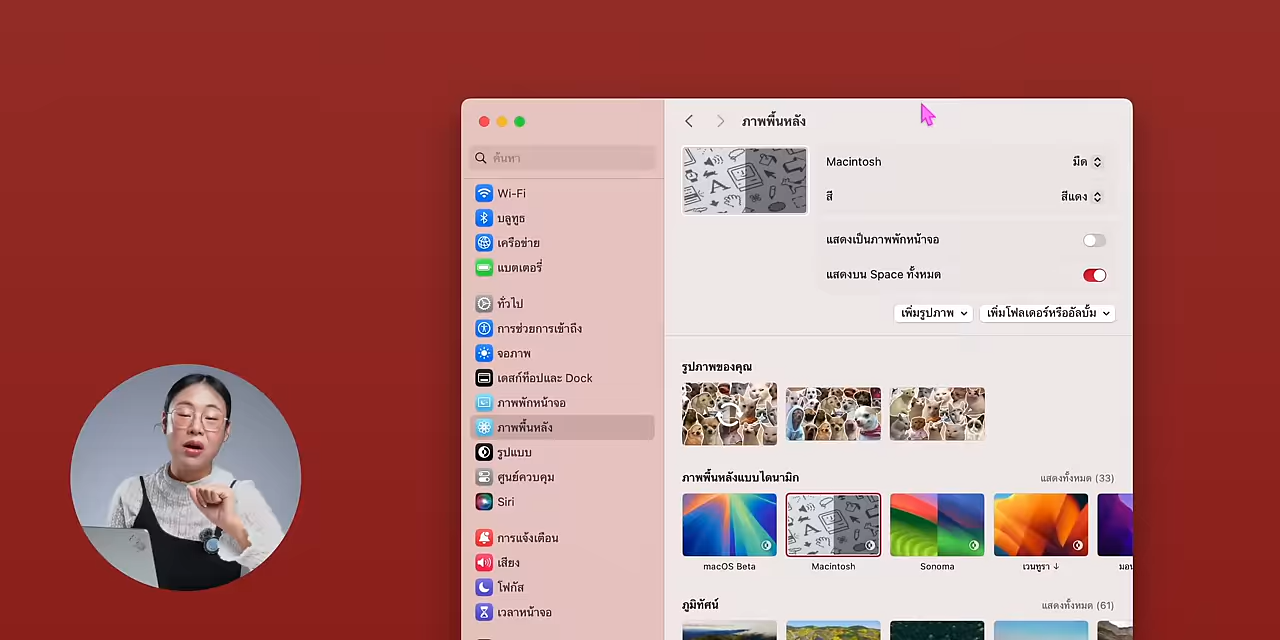 ค้นหา
Wi-Fi
บลูทูธ
เครือข่าย
แบตเตอรี่
ทั่วไป
การช่วยการเข้าถึง
จอภาพ
เดสก์ท็อปและ Dock
ภาพพักหน้าจอ
ภาพพื้นหลัง
รูปแบบ
ศูนย์ควบคุม
Siri
การแจ้งเตือน
เสียง
โฟกัส
เวลาหน้าจอ
ภาพพื้นหลัง
Macintosh มืด
สี สีแดง
แสดงเป็นภาพพักหน้าจอ
แสดงบน Space ทั้งหมด
เพิ่มรูปภาพ เพิ่มโฟลเดอร์หรืออัลบั้ม
รูปภาพของคุณ
ภาพพื้นหลังแบบไดนามิก แสดงทั้งหมด (33)
macOS Beta Macintosh Sonoma เวนทูรา
ภูมิทัศน์ แสดงทั้งหมด (61)